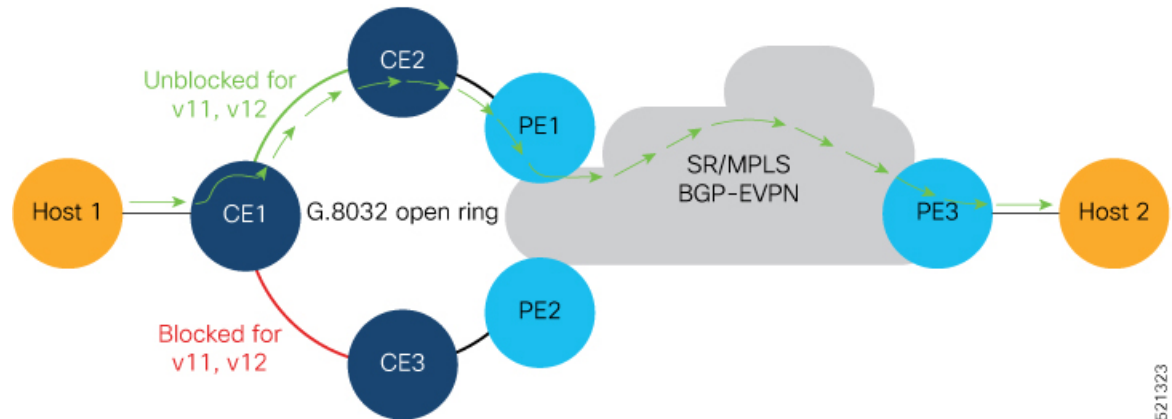 CE2
Unblocked for
v11, v12
PE1
SR/MPLS
BGP-EVPN
Host 1
CE1
G.8032 open ring
PE3
Host 2
PE2
Blocked for
v11, v12
CE3
521323